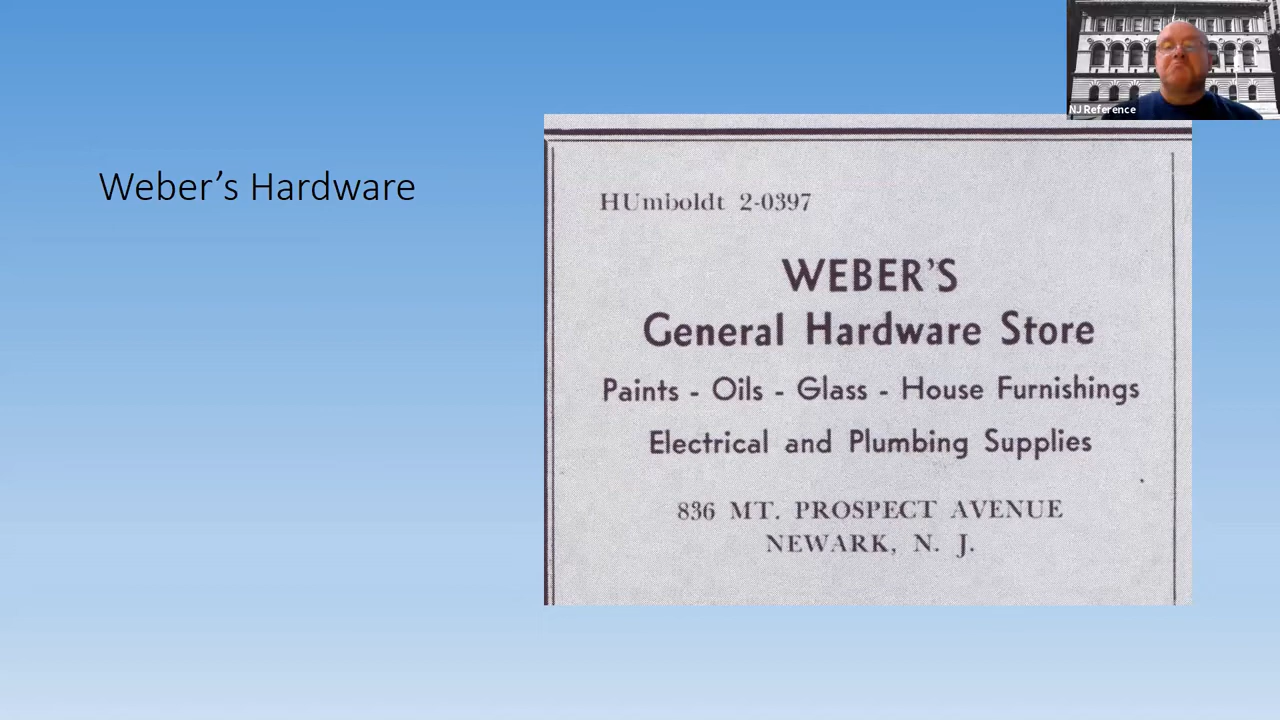 NJ Reference
Weber's Hardware
HUmboldt 2-0397
WEBER'S
General Hardware Store
Paints - Oils - Glass - House Furnishings
Electrical and Plumbing Supplies
836 MT. PROSPECT AVENUE
NEWARK, N. J.